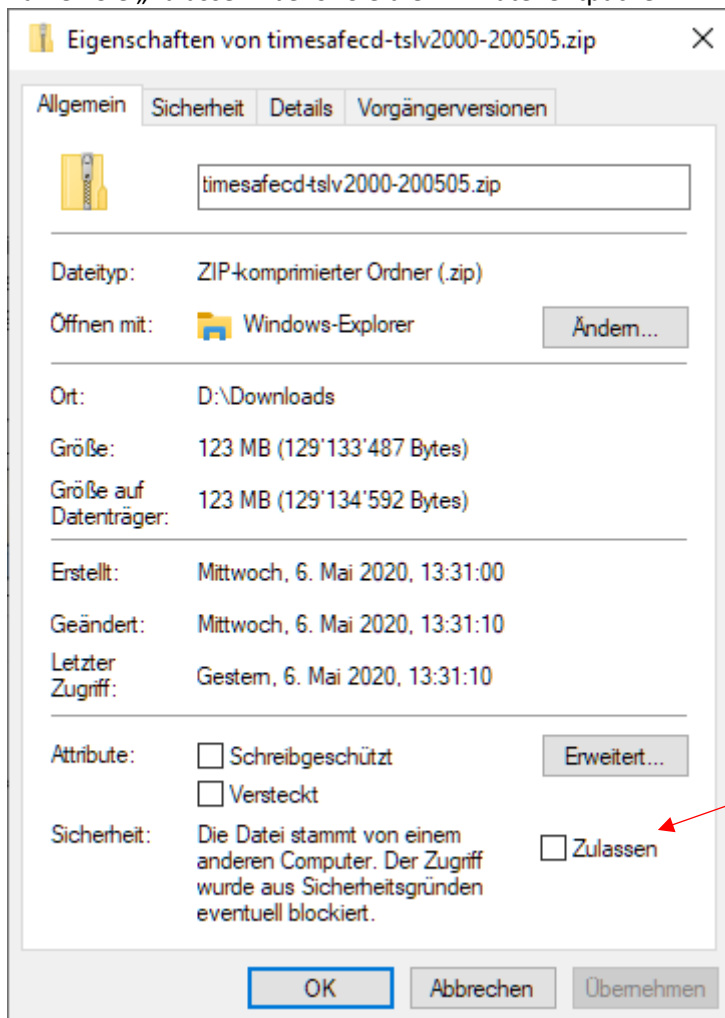 Eigenschaften von timesafecd-tslv2000-200505.zip
Allgemein Sicherheit Details Vorgängerversionen
timesafecd-tslv2000-200505.zip
Dateityp: ZIP-komprimierter Ordner (.zip)
Öffnen mit: Windows-Explorer Ändern...
Ort: D:\Downloads
Größe: 123 MB (129'133'487 Bytes)
Größe auf
Datenträger: 123 MB (129'134'592 Bytes)
Erstellt: Mittwoch, 6. Mai 2020, 13:31:00
Geändert: Mittwoch, 6. Mai 2020, 13:31:10
Letzter
Zugriff: Gestern, 6. Mai 2020, 13:31:10
Attribute: Schreibgeschützt Erweitert...
Versteckt
Sicherheit: Die Datei stammt von einem
anderen Computer. Der Zugriff
wurde aus Sicherheitsgründen
eventuell blockiert.
Zulassen
OK Abbrechen Übernehmen